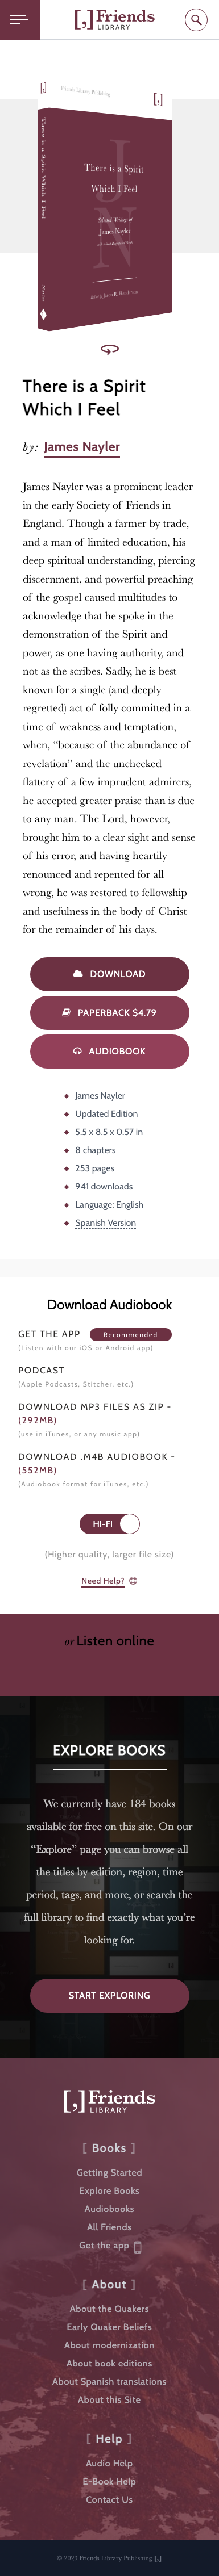 [,] Friends
LIBRARY
Friends Library Publishing
[,]
There is a Spirit Which I Feel
There is a Spirit
Which I Feel
Selected Writings of
James Nayler
Nayler
There is a Spirit
Which I Feel
by: James Nayler
James Nayler was a prominent leader
in the early Society of Friends in
England. Though a farmer by trade,
and a man of limited education, his
deep spiritual understanding, piercing
discernment, and powerful preaching
of the gospel caused multitudes to
acknowledge that he spoke in the
demonstration of the Spirit and
power, as one having authority, and
not as the scribes. Sadly, he is best
known for a single (and deeply
regretted) act of folly committed in a
time of weakness and temptation,
when, “because of the abundance of
revelation” and the unchecked
flattery of a few imprudent admirers,
he accepted greater praise than is due
to any man. The Lord, however,
brought him to a clear sight and sense
of his error, and having heartily
renounced and repented for all
wrong, he was restored to fellowship
and usefulness in the body of Christ
for the remainder of his days.
DOWNLOAD
PAPERBACK $4.79
AUDIOBOOK
James Nayler
Updated Edition
5.5 x 8.5 x 0.57 in
8 chapters
253 pages
941 downloads
Language: English
Spanish Version
Download Audiobook
GET THE APP Recommended
(Listen with our iOS or Android app)
PODCAST
(Apple Podcasts, Stitcher, etc.)
DOWNLOAD MP3 FILES AS ZIP -
(292MB)
(use in iTunes, or any music app)
DOWNLOAD .M4B AUDIOBOOK -
(552MB)
(Audiobook format for iTunes, etc.)
HI-FI
(Higher quality, larger file size)
Need Help?
or Listen online
EXPLORE BOOKS
We currently have 184 books
available for free on this site. On our
“Explore” page you can browse all
the titles by edition, region, time
period, tags, and more, or search the
full library to find exactly what you’re
looking for.
START EXPLORING
[,] Friends
LIBRARY
[ Books ]
Getting Started
Explore Books
Audiobooks
All Friends
Get the app
[ About ]
About the Quakers
Early Quaker Beliefs
About modernization
About book editions
About Spanish translations
About this Site
[ Help ]
Audio Help
E-Book Help
Contact Us
© 2023 Friends Library Publishing [,]